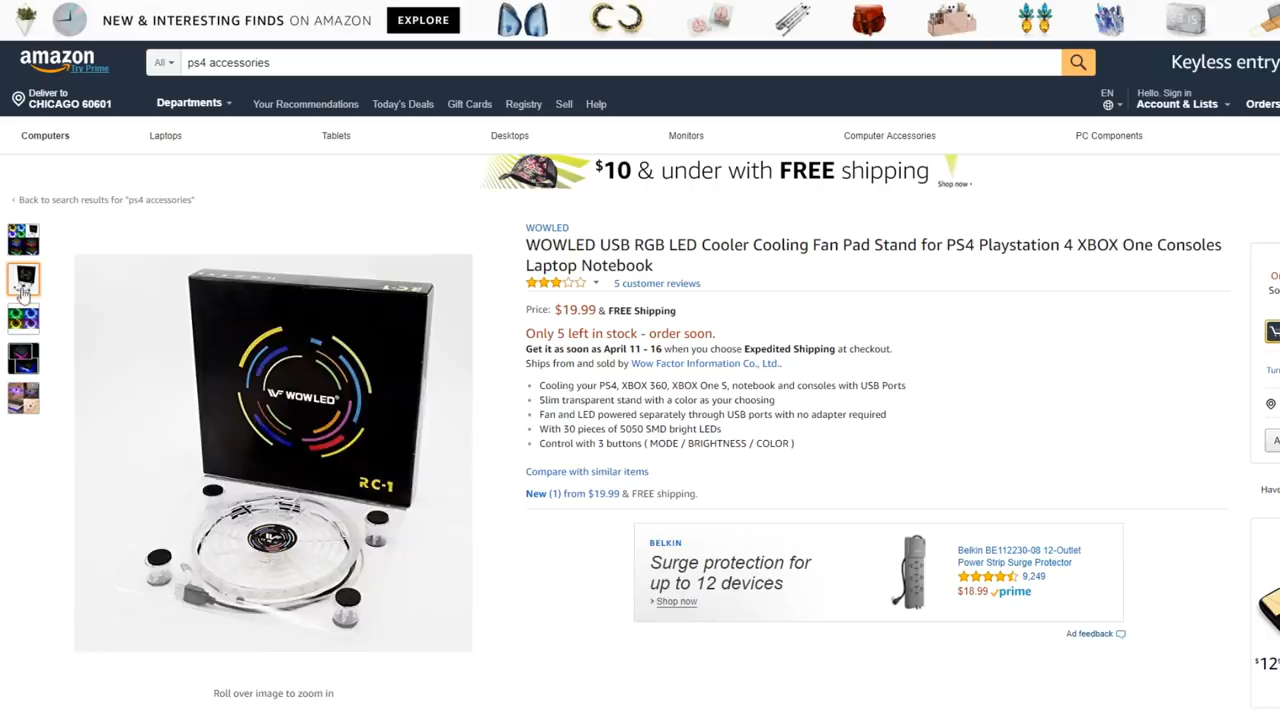 NEW & INTERESTING FINDS ON AMAZON EXPLORE
amazon
Try Prime
All
ps4 accessories
Keyless entry
Deliver to
CHICAGO 60601
Departments
Your Recommendations
Today's Deals
Gift Cards
Registry
Sell
Help
EN
Hello. Sign in
Account & Lists
Orders
Computers
Laptops
Tablets
Desktops
Monitors
Computer Accessories
PC Components
$10 & under with FREE shipping
Shop now ›
‹ Back to search results for "ps4 accessories"
WOWLED
WOWLED USB RGB LED Cooler Cooling Fan Pad Stand for PS4 Playstation 4 XBOX One Consoles
Laptop Notebook
5 customer reviews
Price: $19.99 & FREE Shipping
Only 5 left in stock - order soon.
Get it as soon as April 11 - 16 when you choose Expedited Shipping at checkout.
Ships from and sold by Wow Factor Information Co., Ltd..
Cooling your PS4, XBOX 360, XBOX One S, notebook and consoles with USB Ports
Slim transparent stand with a color as your choosing
Fan and LED powered separately through USB ports with no adapter required
With 30 pieces of 5050 SMD bright LEDs
Control with 3 buttons ( MODE / BRIGHTNESS / COLOR )
Compare with similar items
New (1) from $19.99 & FREE shipping.
WOWLED®
RC-1
BELKIN
Surge protection for
up to 12 devices
› Shop now
Belkin BE112230-08 12-Outlet
Power Strip Surge Protector
9,249
$18.99 prime
Ad feedback
Roll over image to zoom in
Have
$12